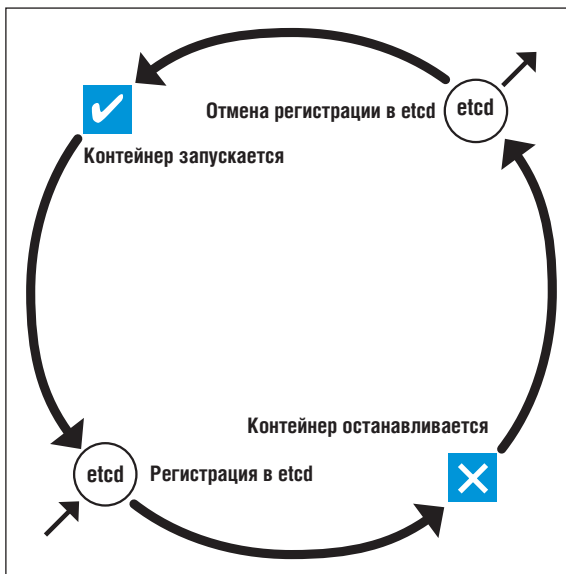 Отмена регистрации в etcd
etcd
Контейнер запускается
Контейнер останавливается
etcd
Регистрация в etcd